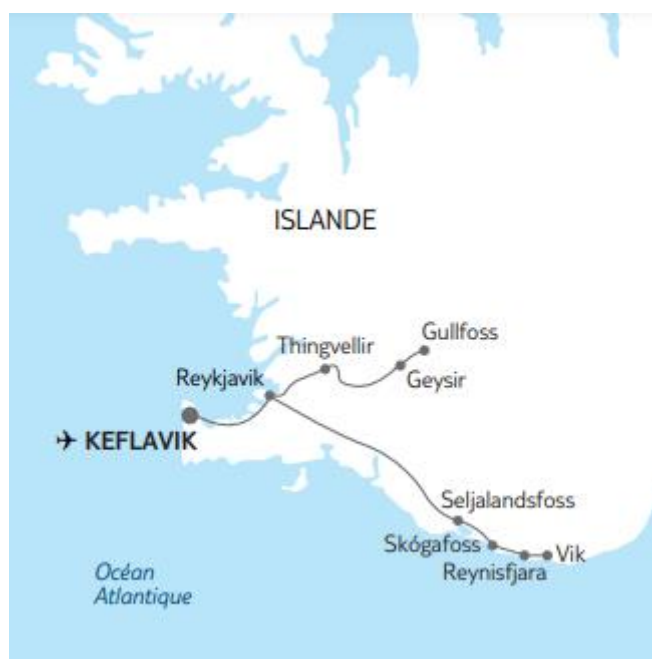 ISLANDE
Gullfoss
Thingvellir
Geysir
Reykjavik
KEFLAVIK
Seljalandsfoss
Skógafoss
Vik
Reynisfjara
Océan
Atlantique